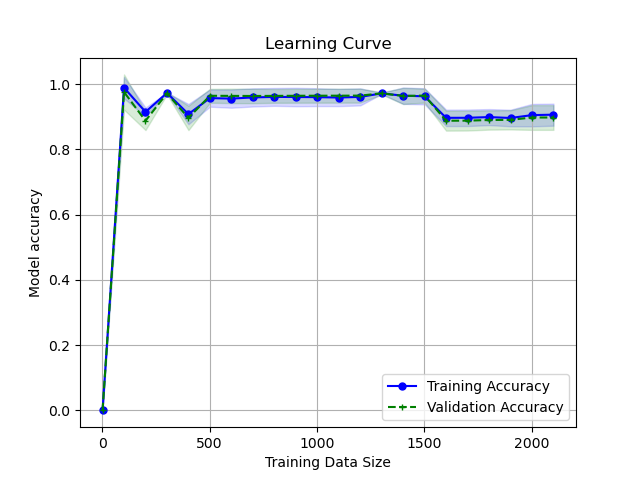 Learning Curve
1.0
0.8
0.6
0.4
0.2
0.0
Model accuracy
0
500
1000
1500
2000
Training Data Size
Training Accuracy
Validation Accuracy